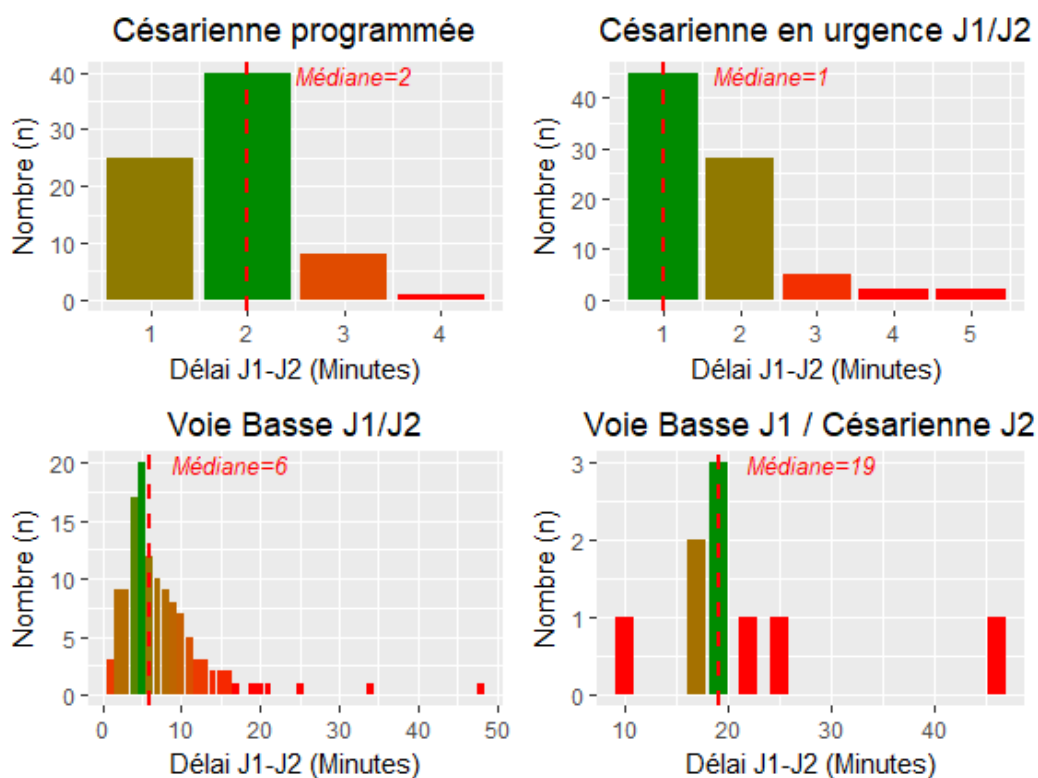 Césarienne programmée
Médiane=2
40
30
20
10
0
Nombre (n)
1 2 3 4
Délai J1-J2 (Minutes)
Césarienne en urgence J1/J2
Médiane=1
40
30
20
10
0
Nombre (n)
1 2 3 4 5
Délai J1-J2 (Minutes)
Voie Basse J1/J2
Médiane=6
20
15
10
5
0
Nombre (n)
0 10 20 30 40 50
Délai J1-J2 (Minutes)
Voie Basse J1 / Césarienne J2
Médiane=19
3
2
1
0
Nombre (n)
10 20 30 40
Délai J1-J2 (Minutes)